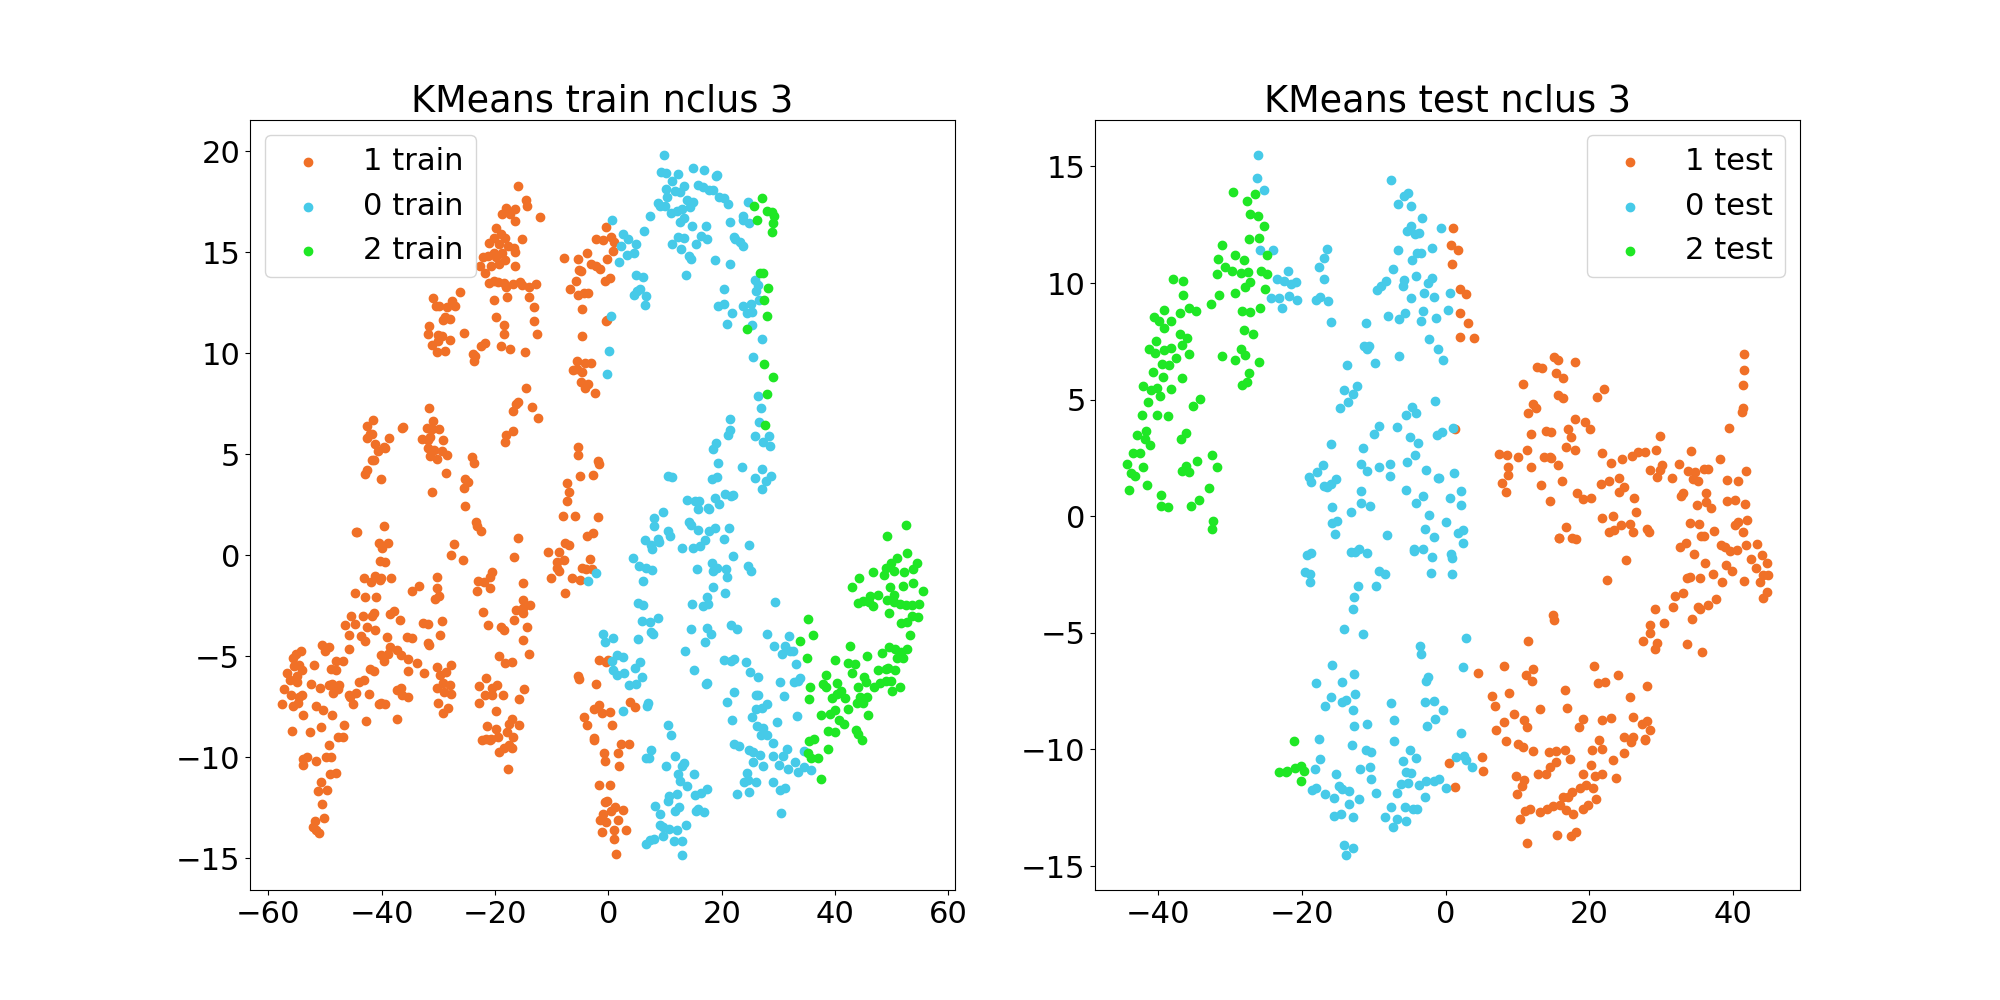 KMeans train nclus 3
20
15
10
5
0
−5
−10
−15
−60 −40 −20 0 20 40 60
1 train
0 train
2 train
KMeans test nclus 3
15
10
5
0
−5
−10
−15
−40 −20 0 20 40
1 test
0 test
2 test